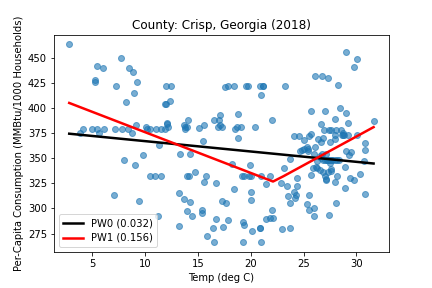 County: Crisp, Georgia (2018)
Per-Capita Consumption (MMBtu/1000 Households)
450
425
400
375
350
325
300
275
PW0 (0.032)
PW1 (0.156)
5 10 15 20 25 30
Temp (deg C)